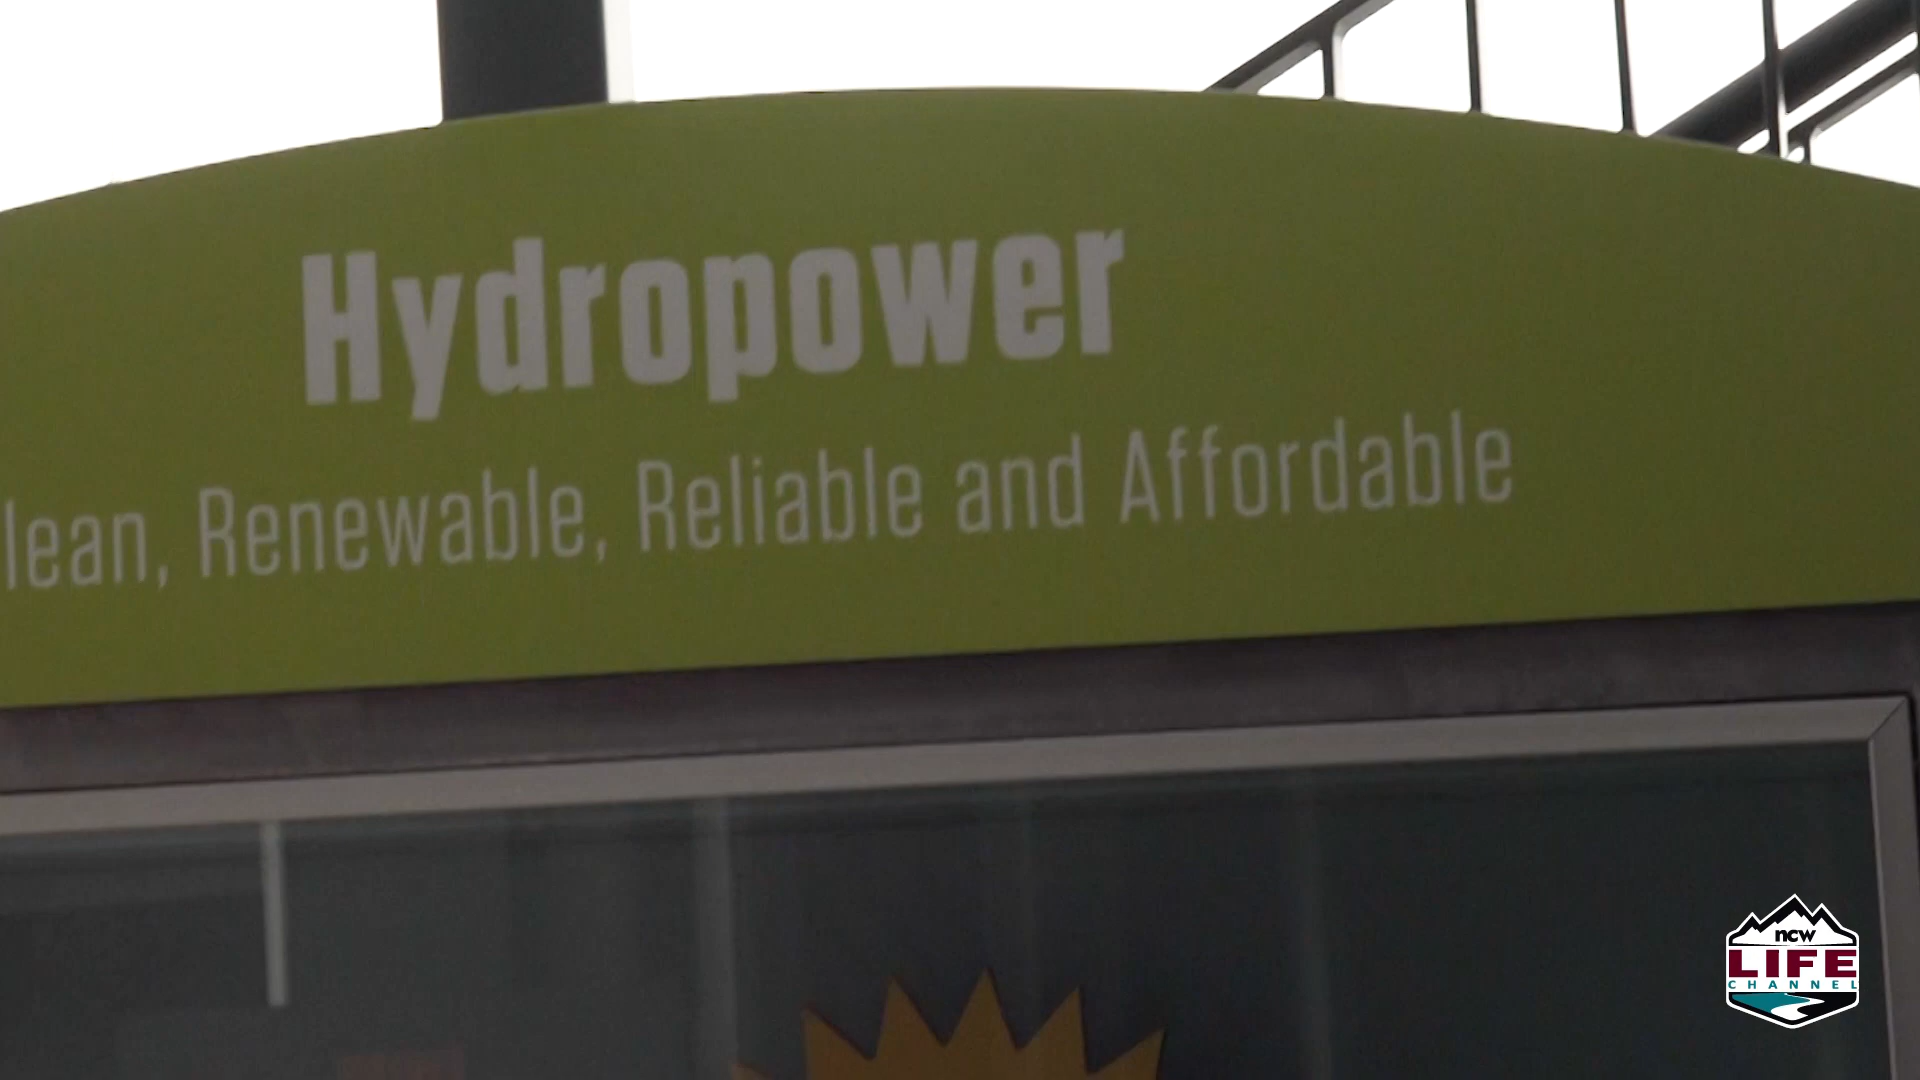 Hydropower
lean, Renewable, Reliable and Affordable
ncw
LIFE
CHANNEL